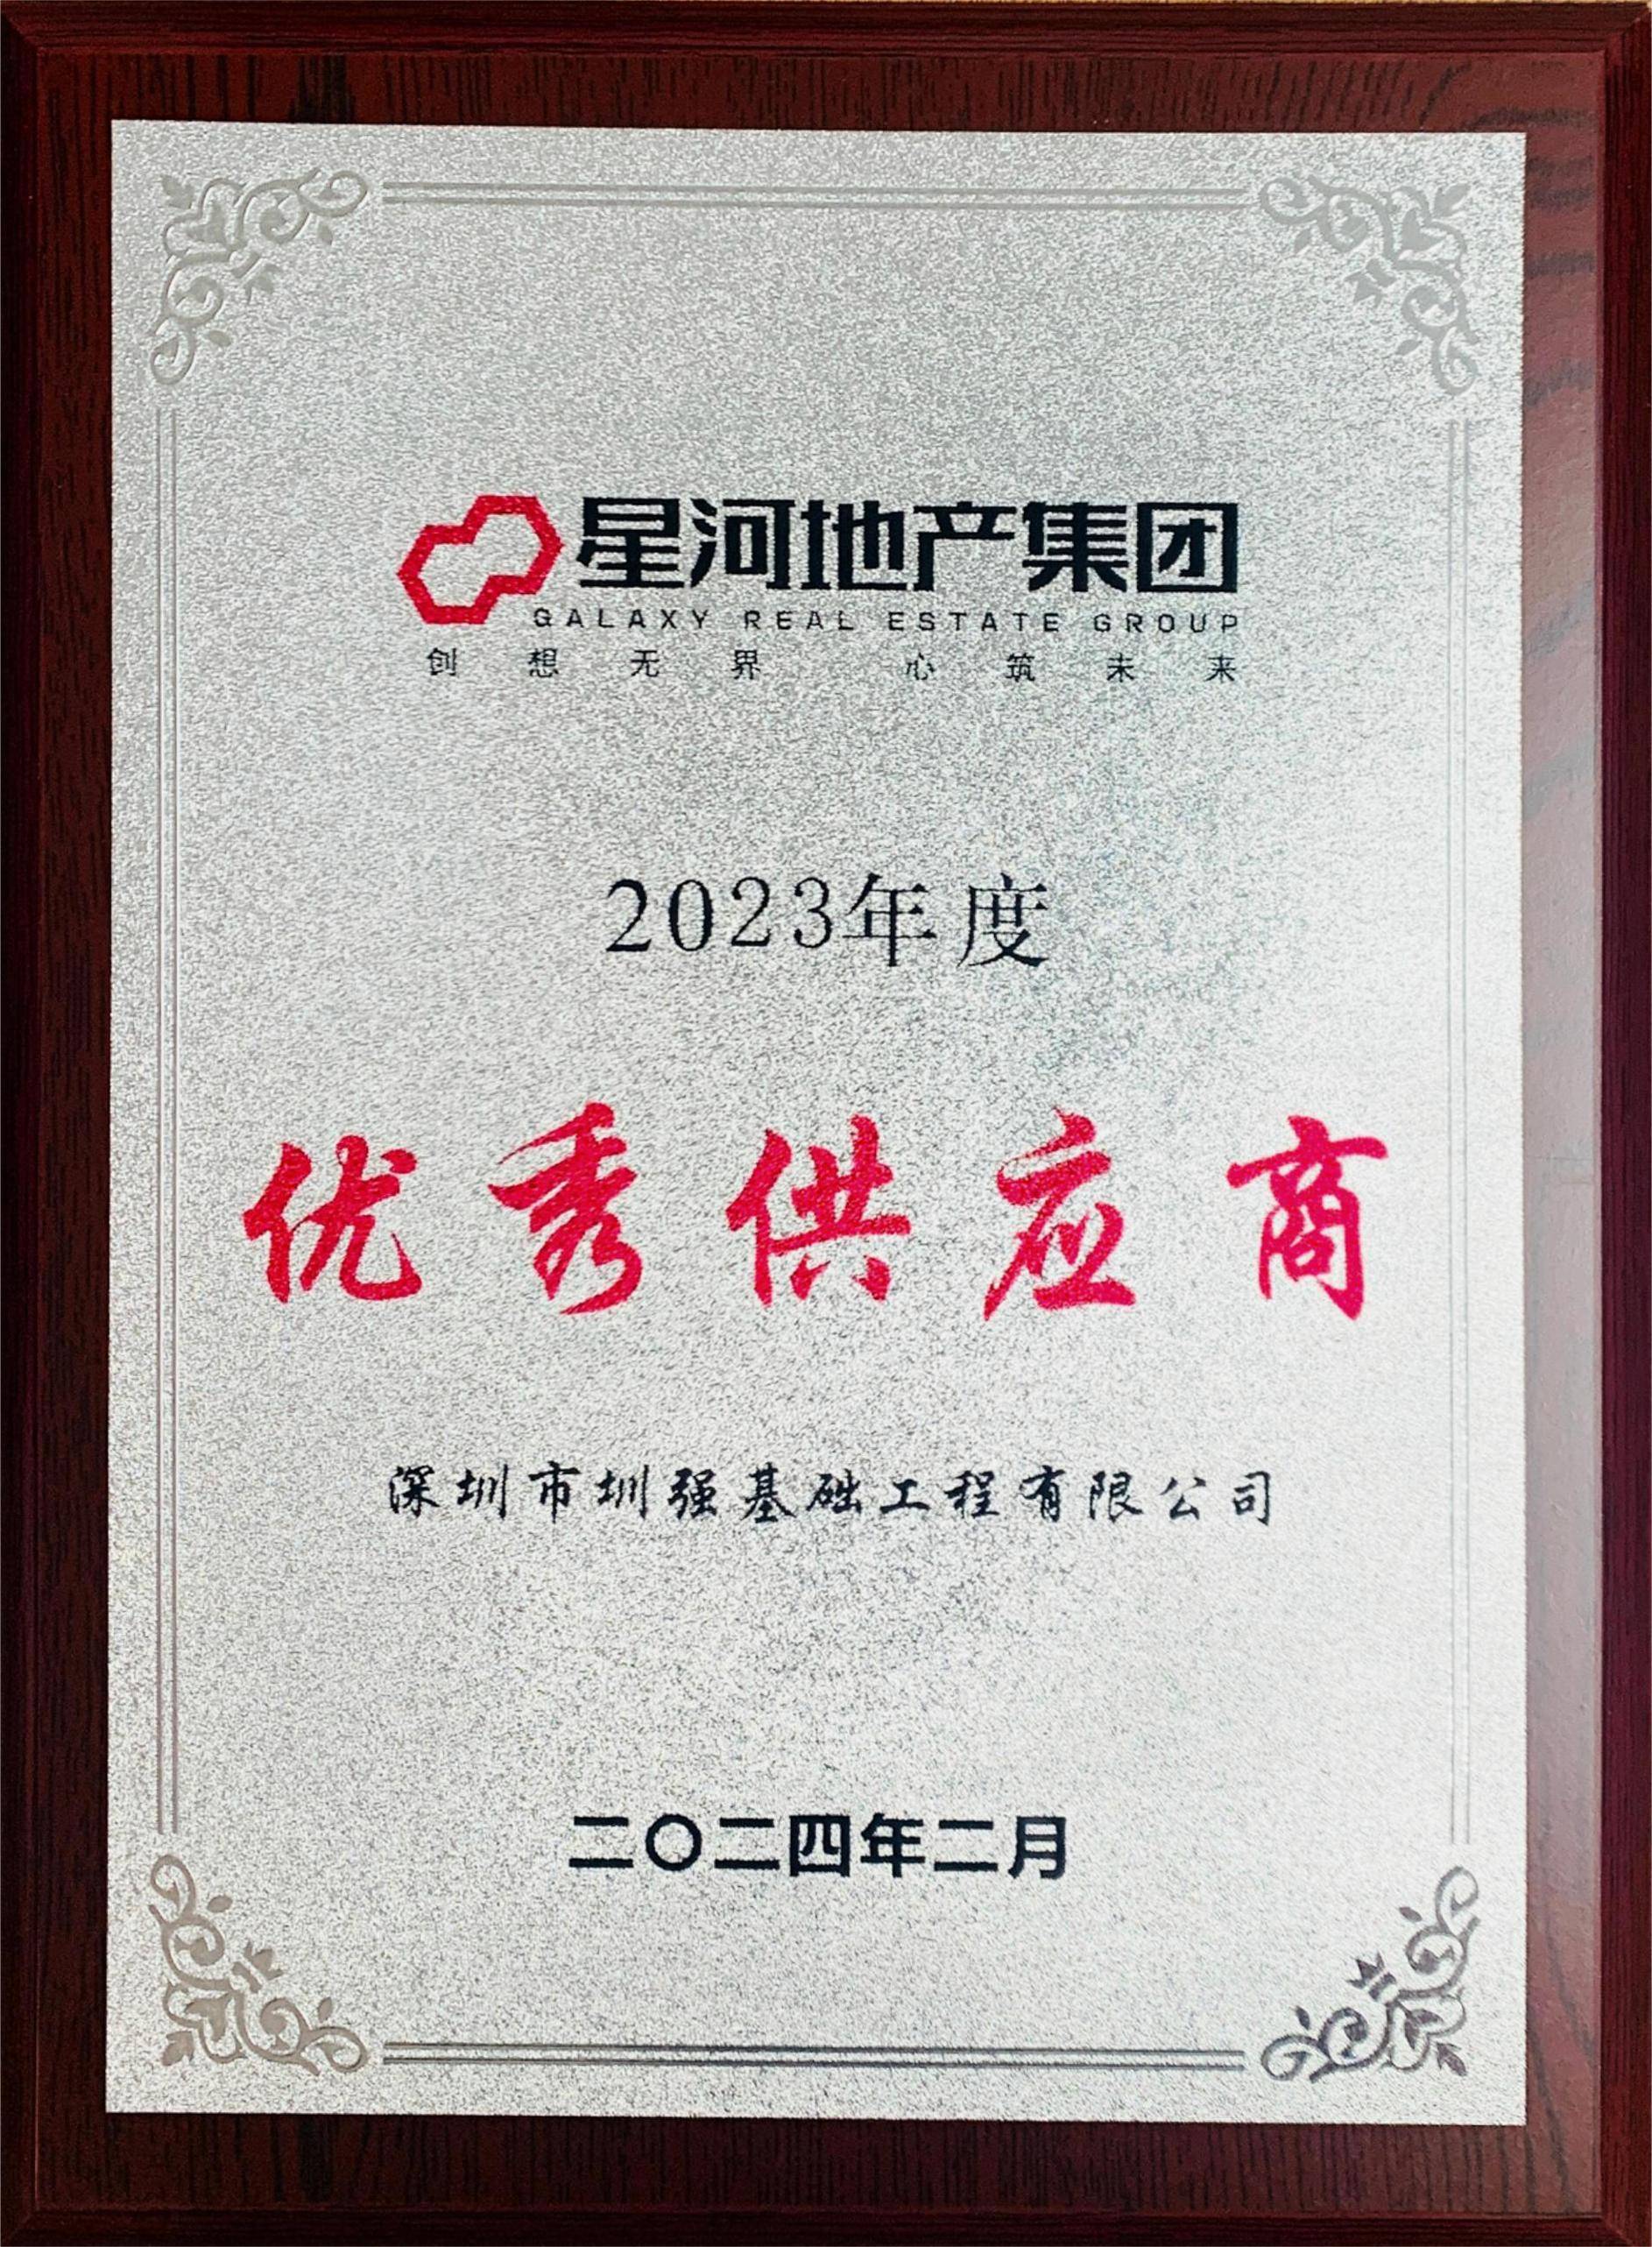 星河地产集团
GALAXY REAL ESTATE GROUP
创想无界 心筑未来
2023年度
优秀供应商
深圳市圳强基础工程有限公司
二〇二四年二月